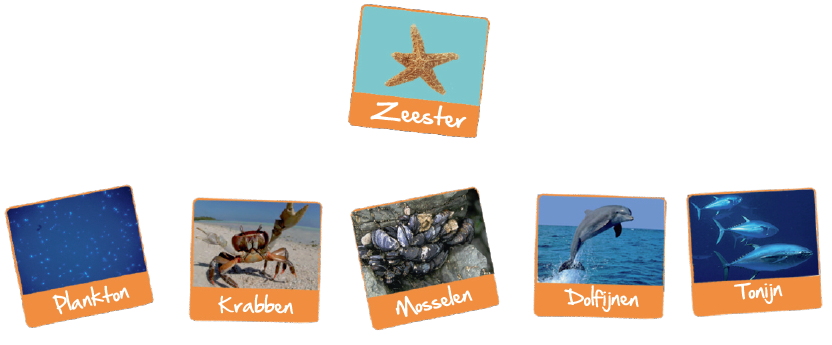 Zeester
Plankton
Krabben
Mosselen
Dolfijnen
Tonijn